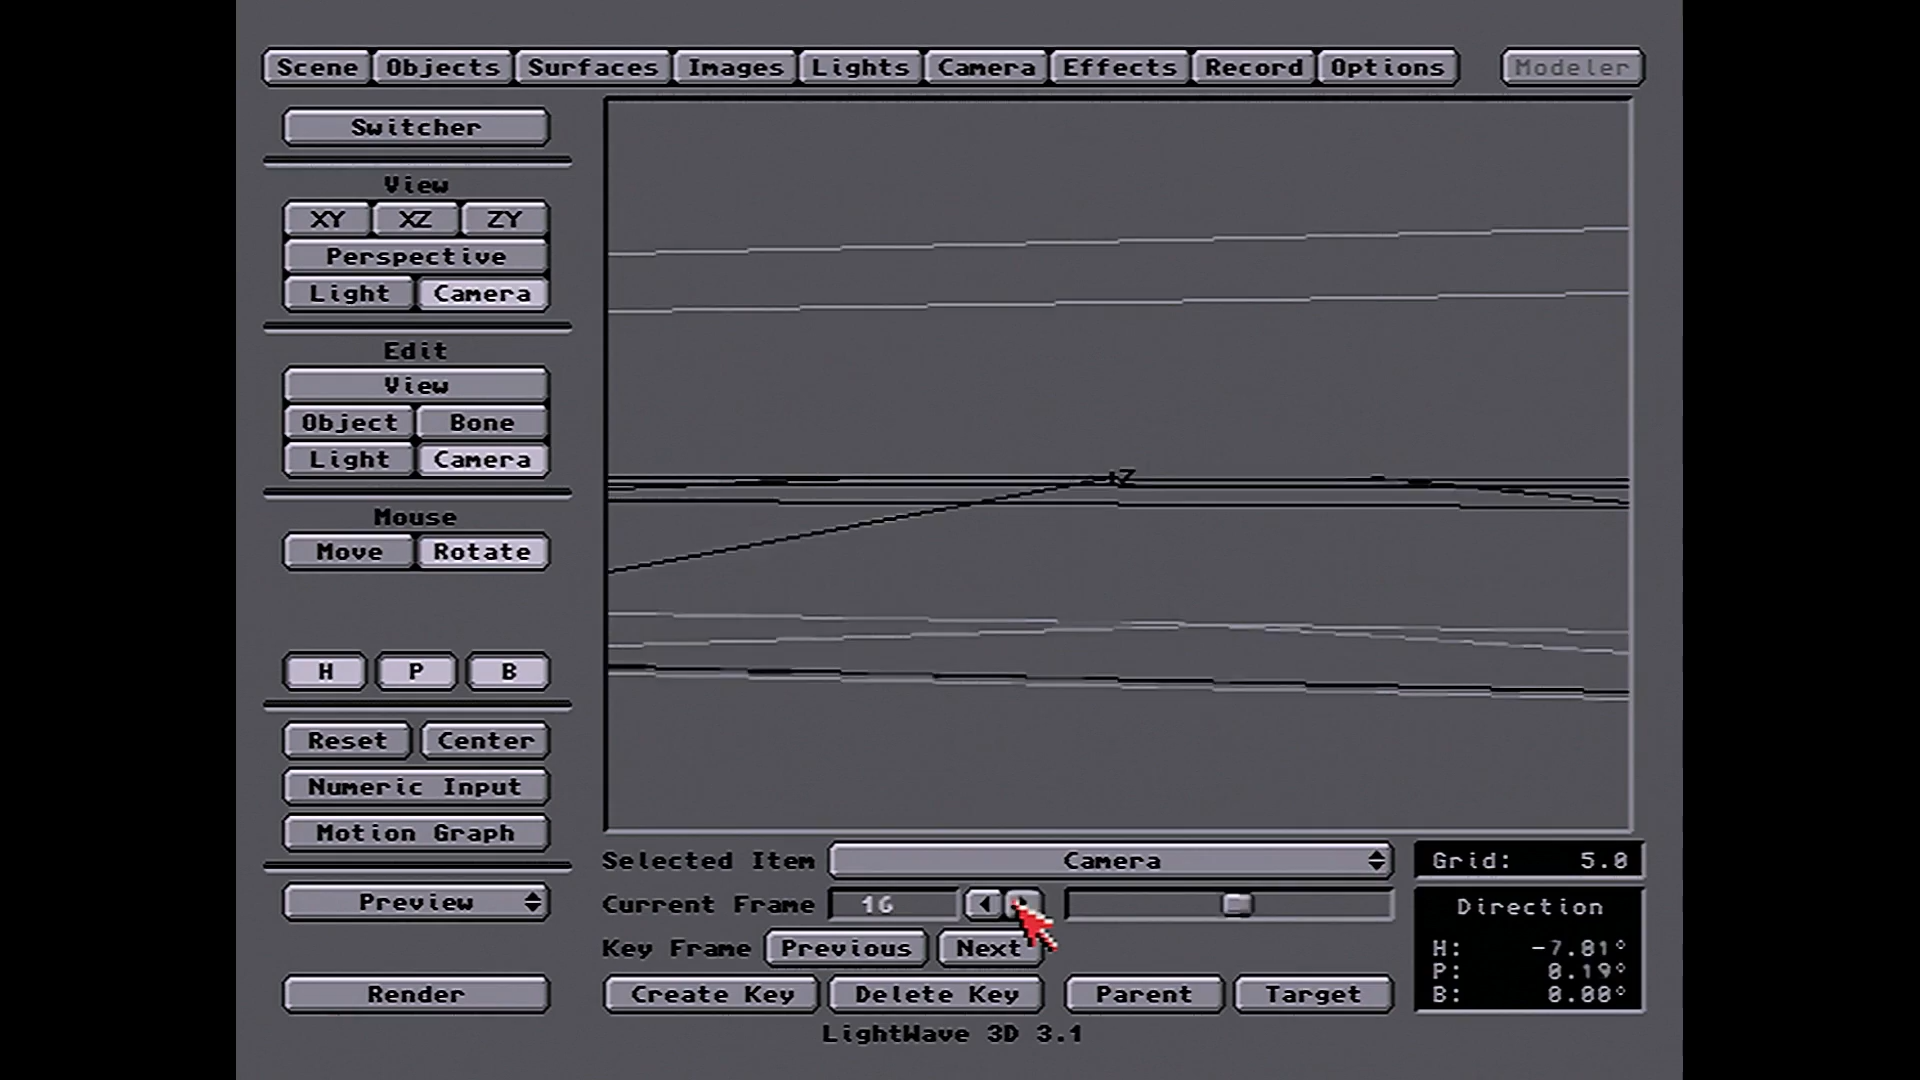 Scene Objects Surfaces Images Lights Camera Effects Record Options Modeler
Switcher
View
XY XZ ZY
Perspective
Light Camera
Edit
View
Object Bone
Light Camera
Mouse
Move Rotate
H P B
Reset Center
Numeric Input
Motion Graph
Preview
Render
Z
Selected Item Camera
Current Frame 16
Key Frame Previous Next
Create Key Delete Key Parent Target
LightWave 3D 3.1
Grid: 5.0
Direction
H: -7.81°
P: 0.19°
B: 0.00°